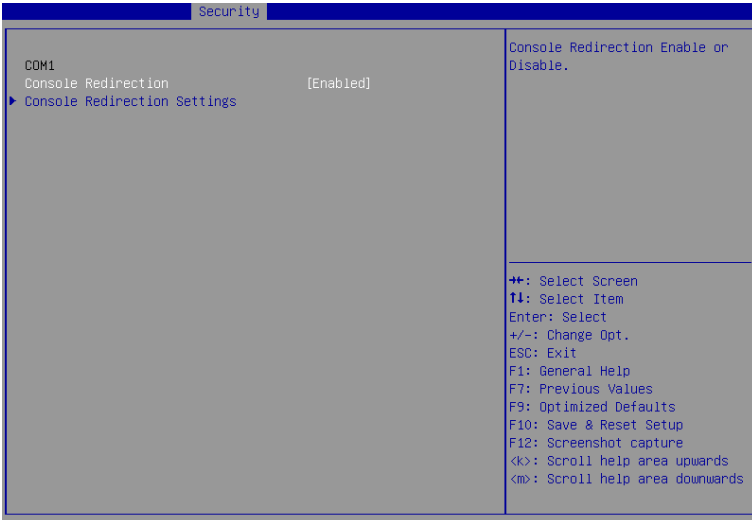 Security
COM1
Console Redirection [Enabled]
Console Redirection Settings
Console Redirection Enable or
Disable.
→←: Select Screen
↑↓: Select Item
Enter: Select
+/-: Change Opt.
ESC: Exit
F1: General Help
F7: Previous Values
F9: Optimized Defaults
F10: Save & Reset Setup
F12: Screenshot capture
<k>: Scroll help area upwards
<m>: Scroll help area downwards